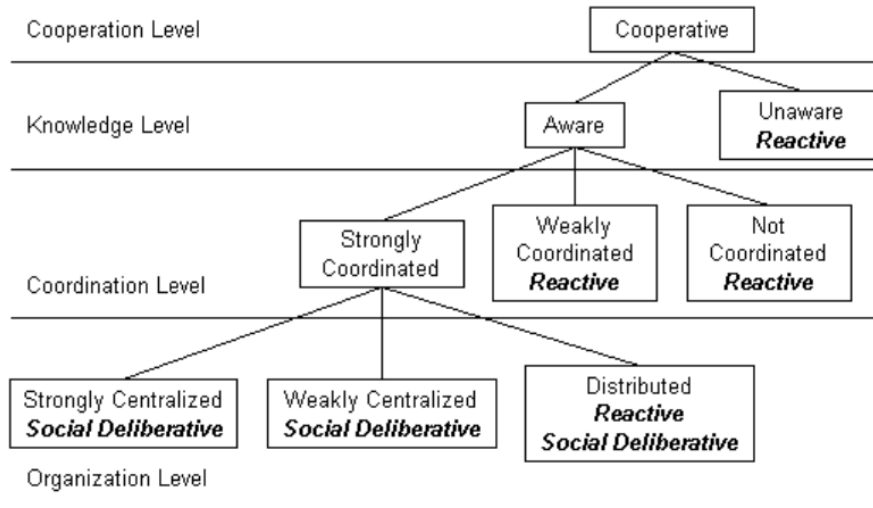 Cooperation Level
Cooperative
Knowledge Level
Aware
Unaware
Reactive
Coordination Level
Strongly
Coordinated
Weakly
Coordinated
Reactive
Not
Coordinated
Reactive
Strongly Centralized
Social Deliberative
Weakly Centralized
Social Deliberative
Distributed
Reactive
Social Deliberative
Organization Level